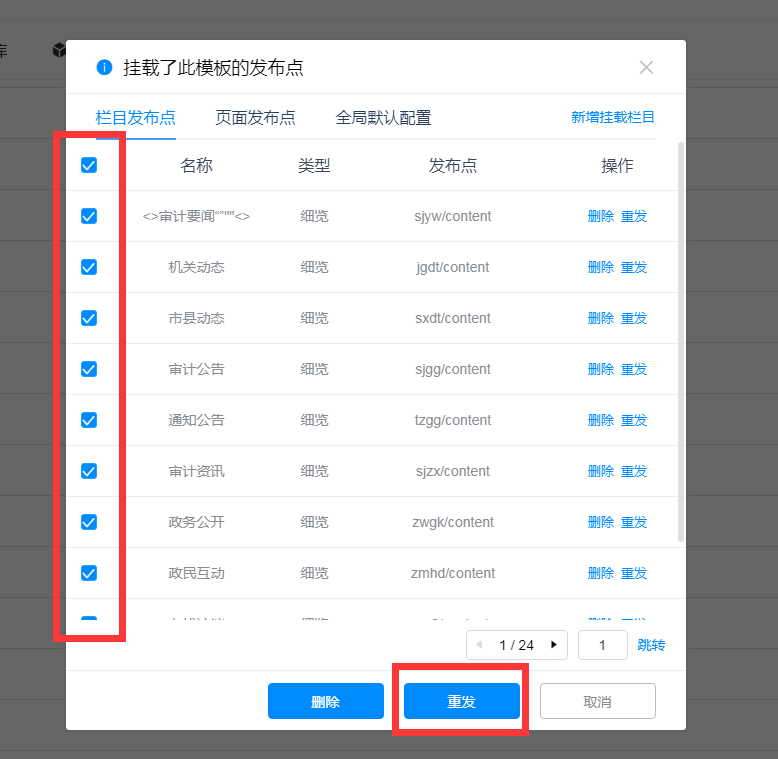 库
挂载了此模板的发布点
栏目发布点 页面发布点 全局默认配置 新增挂载栏目
名称 类型 发布点 操作
<>审计要闻“”""<> 细览 sjyw/content 删除 重发
机关动态 细览 jgdt/content 删除 重发
市县动态 细览 sxdt/content 删除 重发
审计公告 细览 sjgg/content 删除 重发
通知公告 细览 tzgg/content 删除 重发
审计资讯 细览 sjzx/content 删除 重发
政务公开 细览 zwgk/content 删除 重发
政民互动 细览 zmhd/content 删除 重发
1 / 24 1 跳转
删除 重发 取消